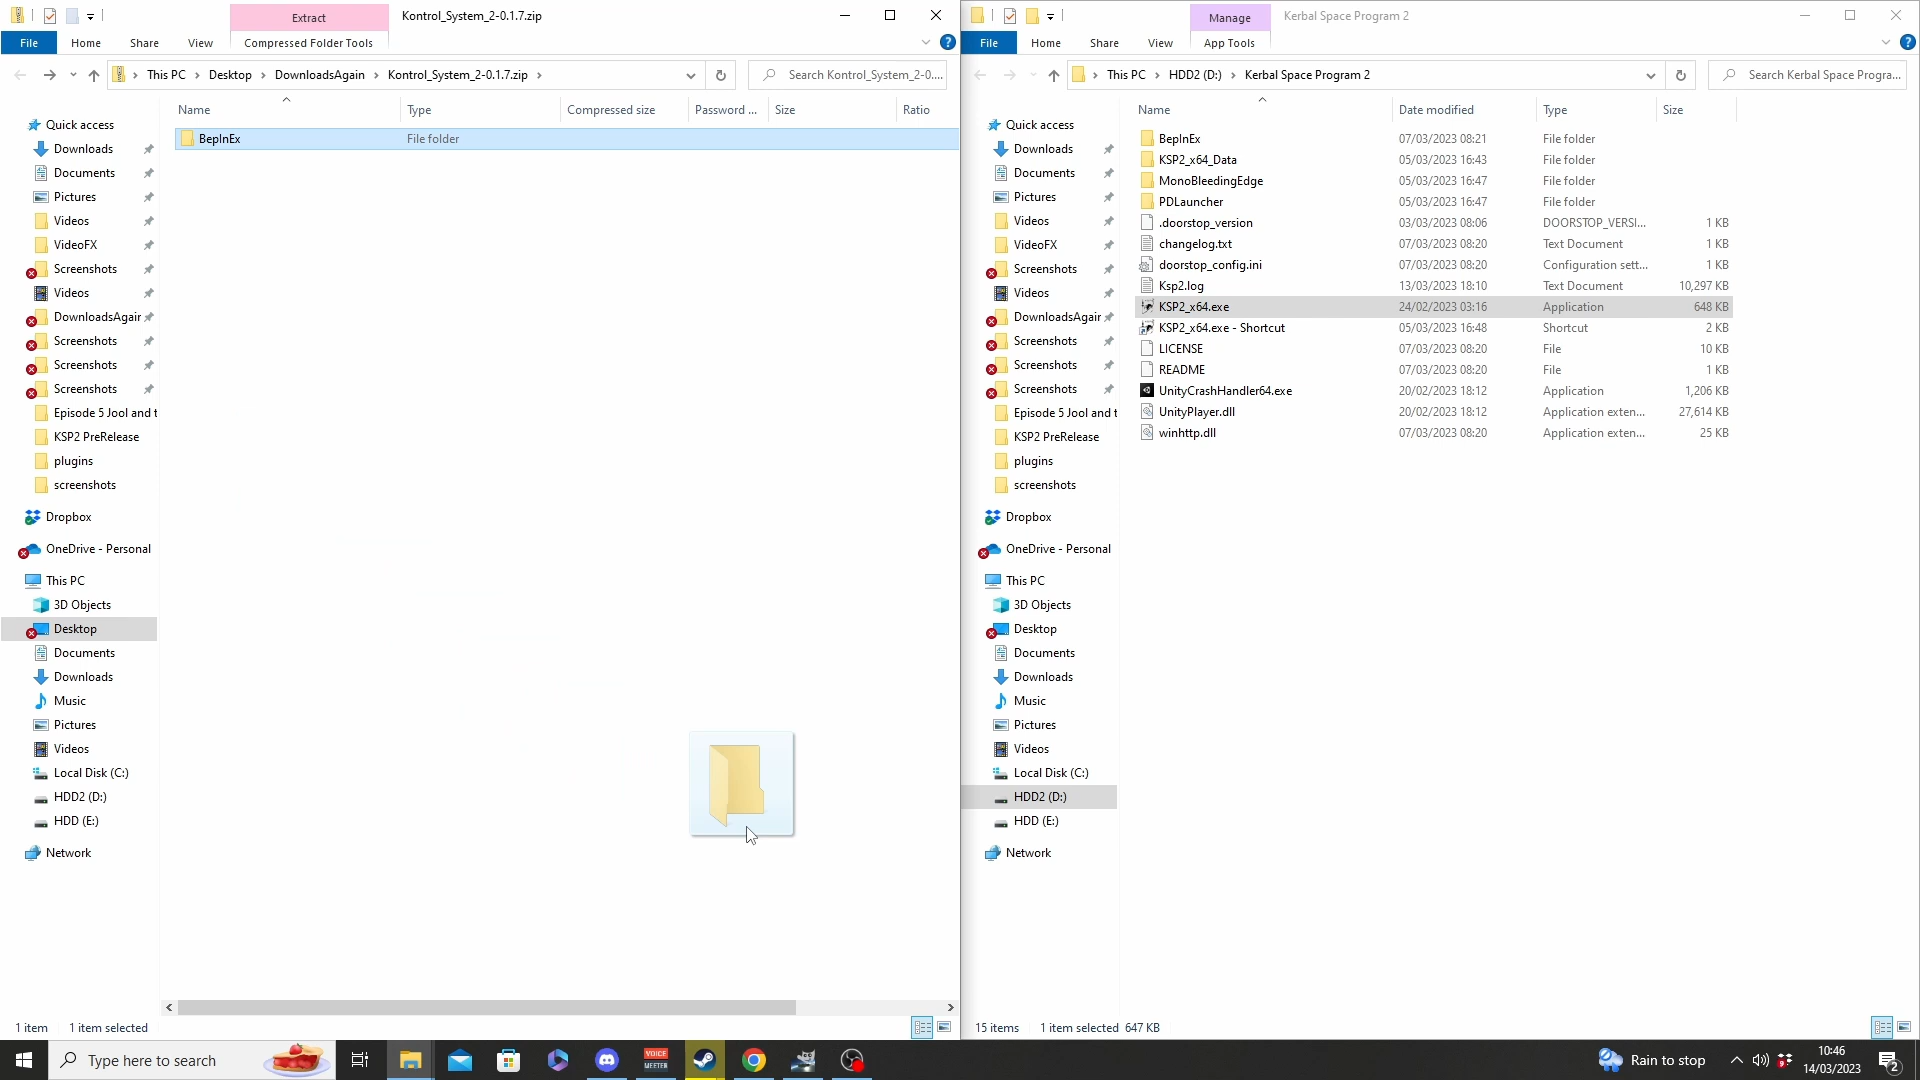 Extract
Kontrol_System_2-0.1.7.zip
File
Home
Share
View
Compressed Folder Tools
This PC
Desktop
DownloadsAgain
Kontrol_System_2-0.1.7.zip
Search Kontrol_System_2-0....
Name
Type
Compressed size
Password ...
Size
Ratio
BepInEx
File folder
Quick access
Downloads
Documents
Pictures
Videos
VideoFX
Screenshots
Videos
DownloadsAgair
Screenshots
Screenshots
Screenshots
Episode 5 Jool and t
KSP2 PreRelease
plugins
screenshots
Dropbox
OneDrive - Personal
This PC
3D Objects
Desktop
Documents
Downloads
Music
Pictures
Videos
Local Disk (C:)
HDD2 (D:)
HDD (E:)
Network
1 item
1 item selected
Manage
Kerbal Space Program 2
File
Home
Share
View
App Tools
This PC
HDD2 (D:)
Kerbal Space Program 2
Search Kerbal Space Progra...
Quick access
Downloads
Documents
Pictures
Videos
VideoFX
Screenshots
Videos
DownloadsAgair
Screenshots
Screenshots
Screenshots
Episode 5 Jool and t
KSP2 PreRelease
plugins
screenshots
Dropbox
OneDrive - Personal
This PC
3D Objects
Desktop
Documents
Downloads
Music
Pictures
Videos
Local Disk (C:)
HDD2 (D:)
HDD (E:)
Network
Name Date modified Type Size
BepInEx 07/03/2023 08:21 File folder
KSP2_x64_Data 05/03/2023 16:43 File folder
MonoBleedingEdge 05/03/2023 16:47 File folder
PDLauncher 05/03/2023 16:47 File folder
.doorstop_version 03/03/2023 08:06 DOORSTOP_VERSI... 1 KB
changelog.txt 07/03/2023 08:20 Text Document 1 KB
doorstop_config.ini 07/03/2023 08:20 Configuration sett... 1 KB
Ksp2.log 13/03/2023 18:10 Text Document 10,297 KB
KSP2_x64.exe 24/02/2023 03:16 Application 648 KB
KSP2_x64.exe - Shortcut 05/03/2023 16:48 Shortcut 2 KB
LICENSE 07/03/2023 08:20 File 10 KB
README 07/03/2023 08:20 File 1 KB
UnityCrashHandler64.exe 20/02/2023 18:12 Application 1,206 KB
UnityPlayer.dll 20/02/2023 18:12 Application exten... 27,614 KB
winhttp.dll 07/03/2023 08:20 Application exten... 25 KB
15 items
1 item selected 647 KB
Type here to search
VOICE
MEETER
Rain to stop
10:46
14/03/2023
2